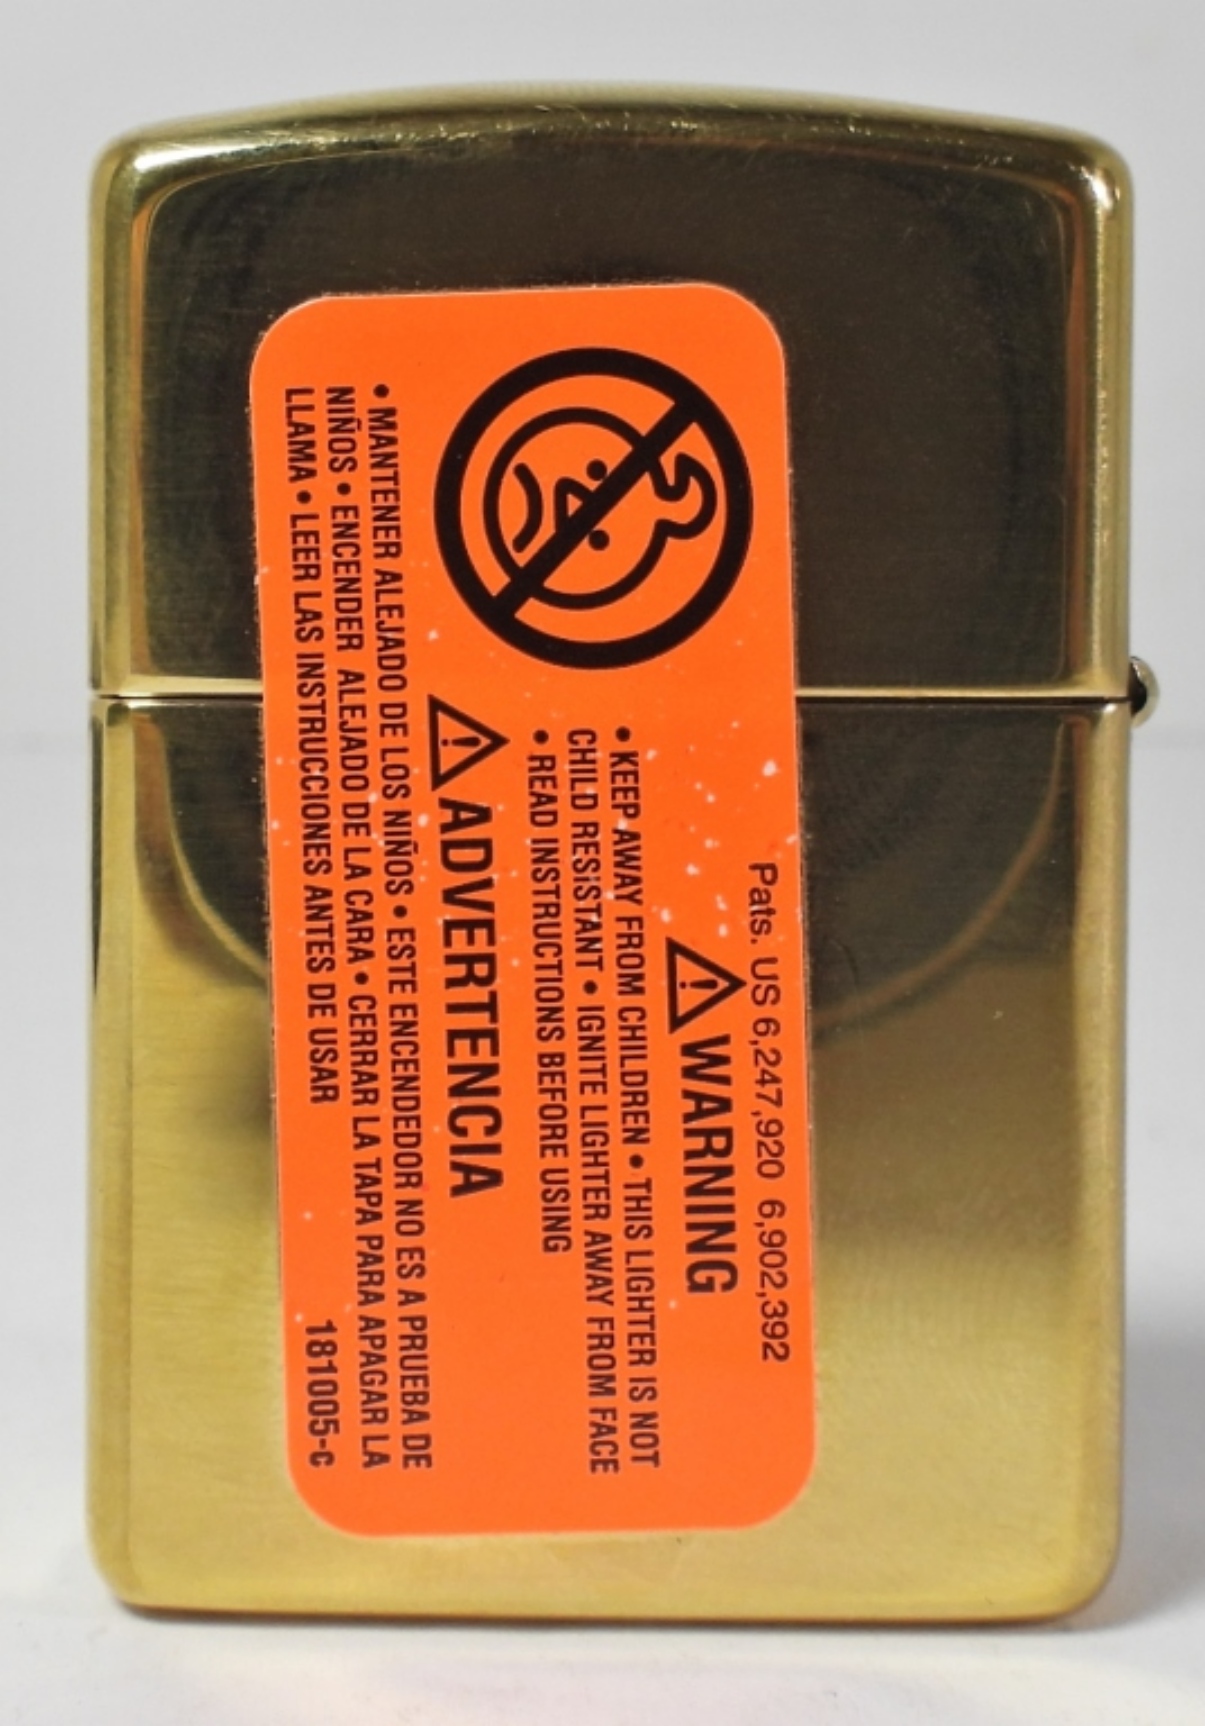 Pats. US 6,247,920 6,902,392
WARNING
• KEEP AWAY FROM CHILDREN • THIS LIGHTER IS NOT
CHILD RESISTANT • IGNITE LIGHTER AWAY FROM FACE
• READ INSTRUCTIONS BEFORE USING
ADVERTENCIA
• MANTENER ALEJADO DE LOS NIÑOS • ESTE ENCENDEDOR NO ES A PRUEBA DE
NIÑOS • ENCENDER ALEJADO DE LA CARA • CERRAR LA TAPA PARA APAGAR LA
LLAMA • LEER LAS INSTRUCCIONES ANTES DE USAR
181005-c